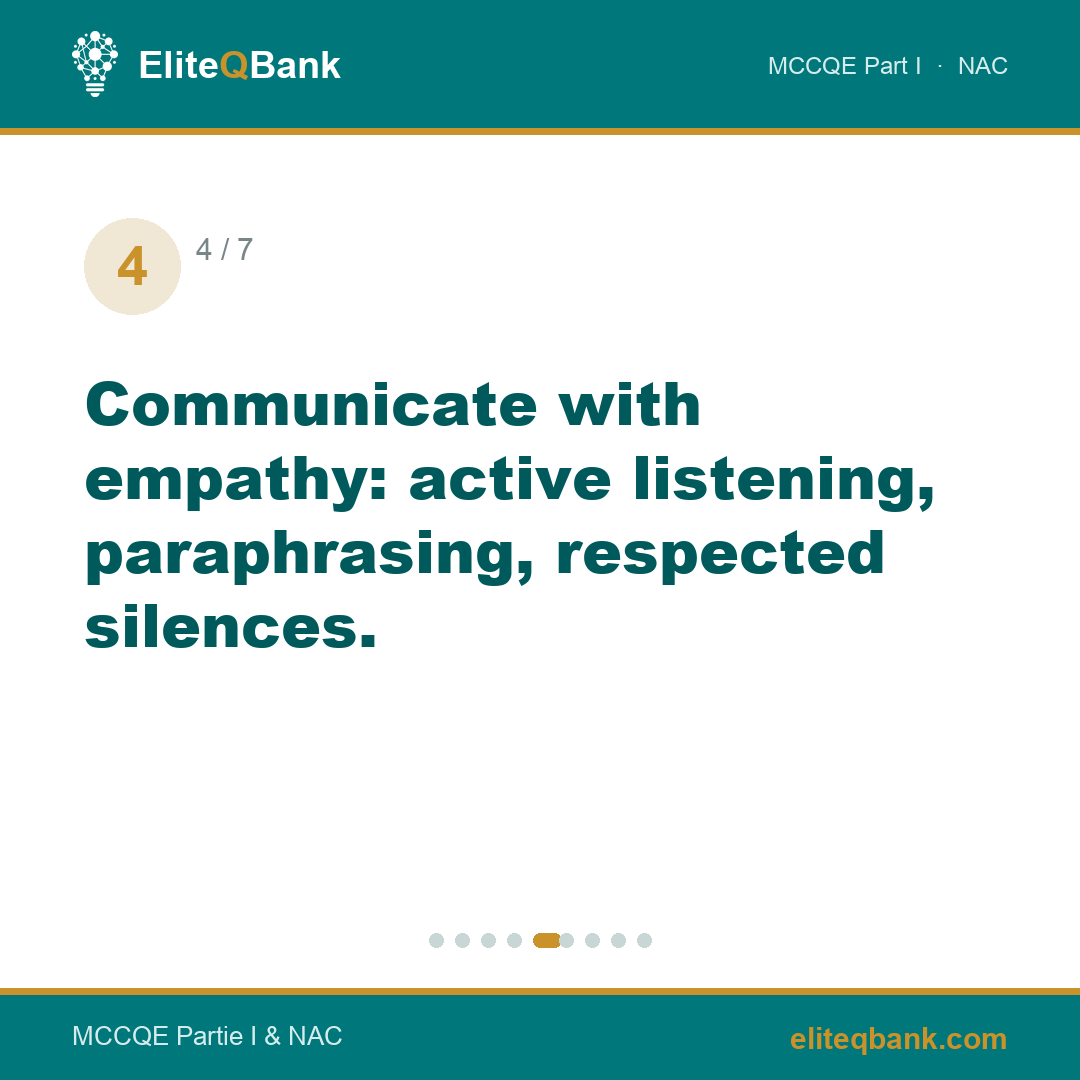 EliteQBank
MCCQE Part I · NAC
4
4 / 7
Communicate with
empathy: active listening,
paraphrasing, respected
silences.
MCCQE Partie I & NAC
eliteqbank.com